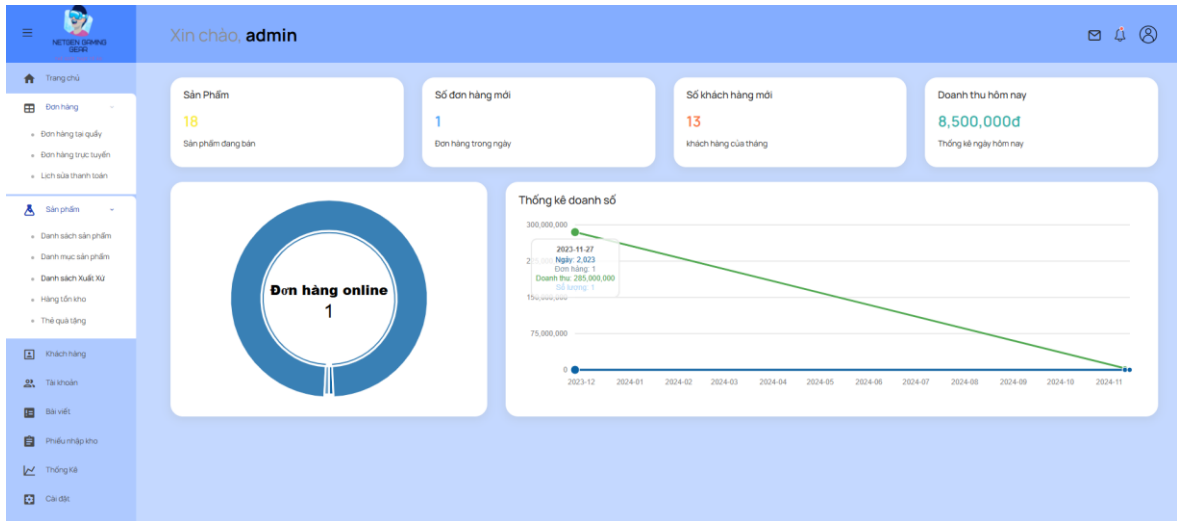 NETGEN GAMING
GEAR
Xin chào, admin
Trang chủ
Đơn hàng
Đơn hàng tại quầy
Đơn hàng trực tuyến
Lịch sửa thanh toán
Sản phẩm
Danh sách sản phẩm
Danh mục sản phẩm
Danh sách Xuất Xứ
Hàng tồn kho
Thẻ quà tặng
Khách hàng
Tài khoản
Bài viết
Phiếu nhập kho
Thống Kê
Cài đặt
Sản Phẩm
18
Sản phẩm đang bán
Số đơn hàng mới
1
Đơn hàng trong ngày
Số khách hàng mới
13
khách hàng của tháng
Doanh thu hôm nay
8,500,000đ
Thống kê ngày hôm nay
Đơn hàng online
1
Thống kê doanh số
300,000,000
2023-11-27
Ngày: 2,023
Đơn hàng: 1
Doanh thu: 285,000,000
Số lượng: 1
150,000,000
75,000,000
0
2023-12 2024-01 2024-02 2024-03 2024-04 2024-05 2024-06 2024-07 2024-08 2024-09 2024-10 2024-11